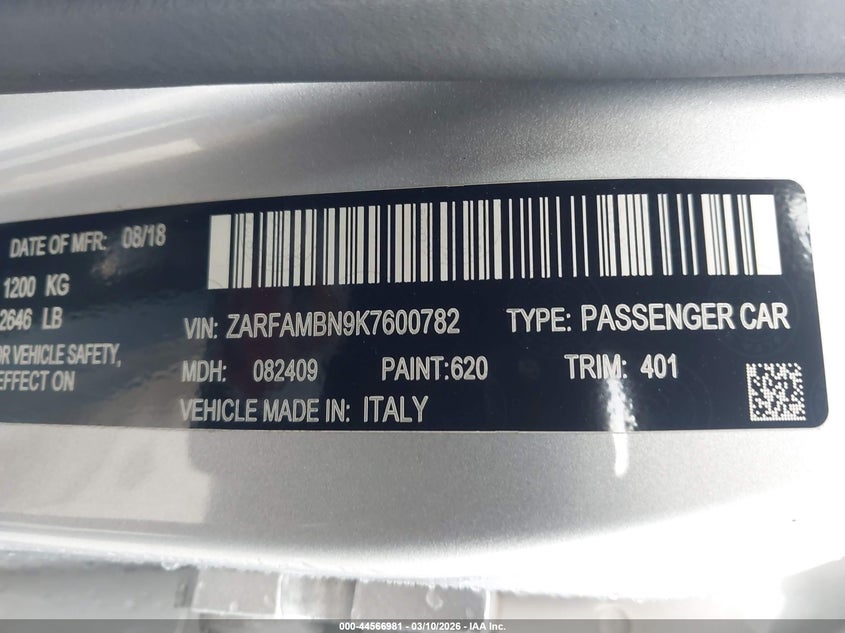 DATE OF MFR: 08/18
1200 KG
2646 LB
VIN: ZARFAMBN9K7600782 TYPE: PASSENGER CAR
OR VEHICLE SAFETY,
EFFECT ON
MDH: 082409 PAINT:620 TRIM: 401
VEHICLE MADE IN: ITALY
000-44566981 - 03/10/2026 - IAA Inc.